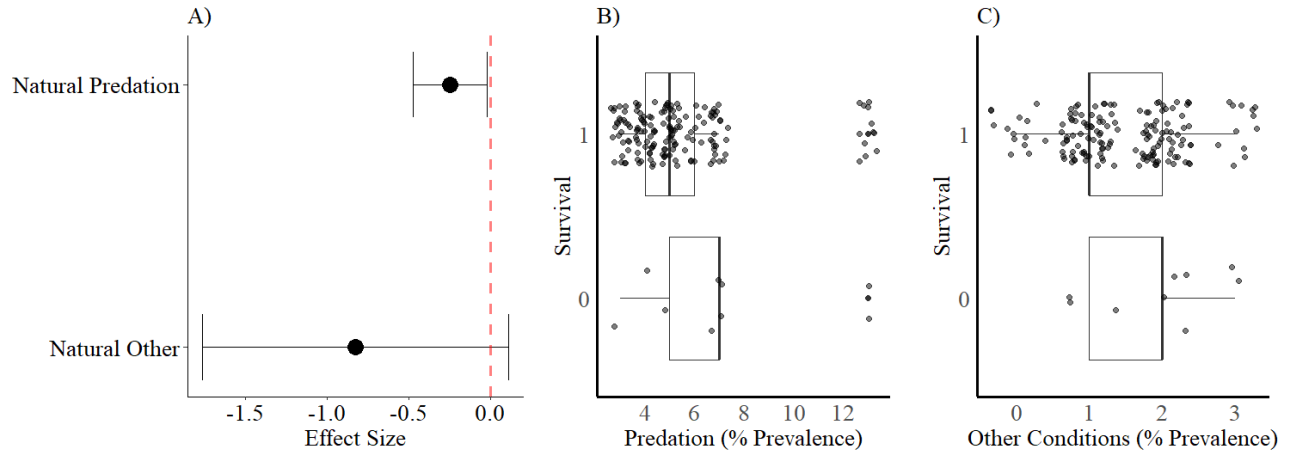 A)
Natural Predation
Natural Other
-1.5 -1.0 -0.5 0.0
Effect Size
B)
Survival
1
0
4 6 8 10 12
Predation (% Prevalence)
C)
Survival
1
0
0 1 2 3
Other Conditions (% Prevalence)